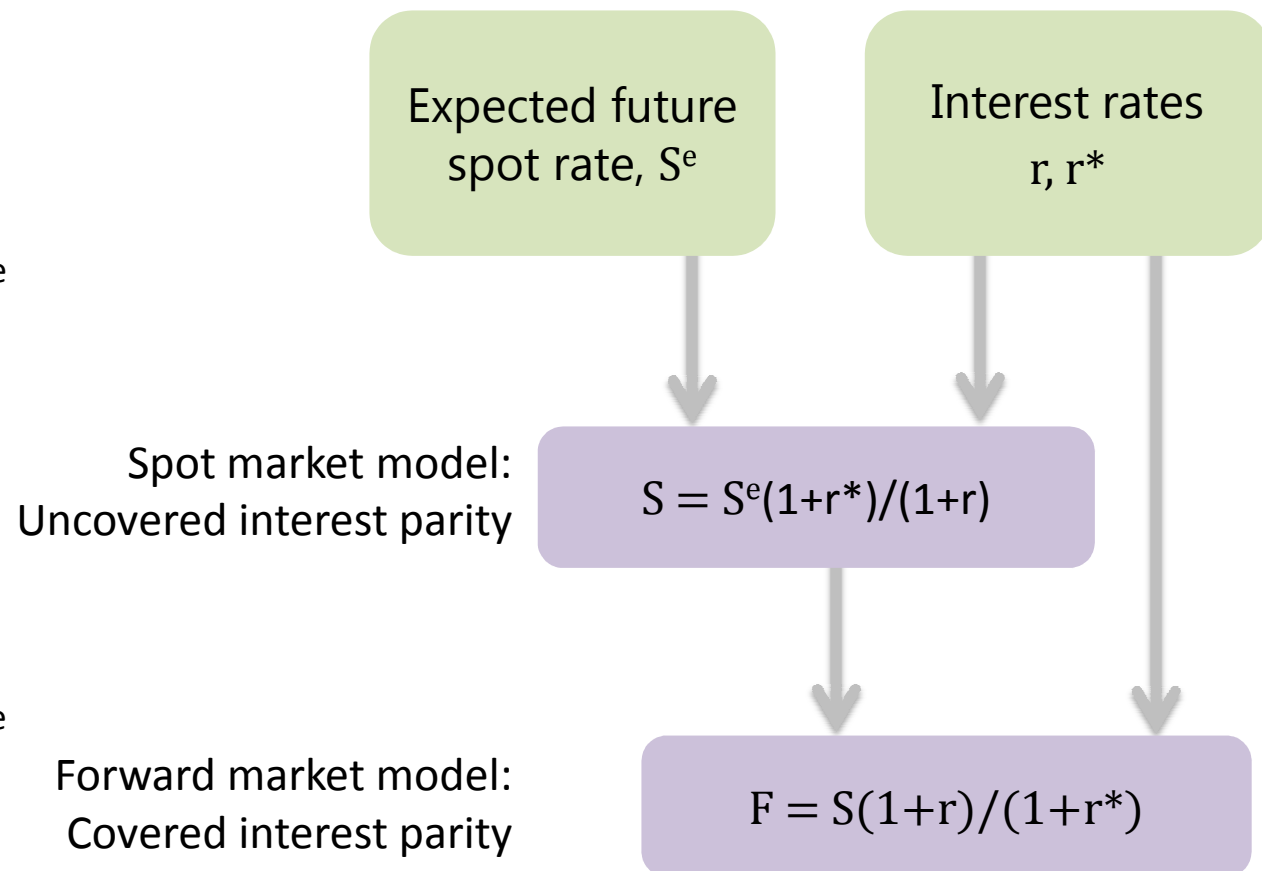 Expected future
spot rate, Sᵉ
Interest rates
r, r*
e
Spot market model:
Uncovered interest parity
S = Sᵉ(1+r*)/(1+r)
e
Forward market model:
Covered interest parity
F = S(1+r)/(1+r*)